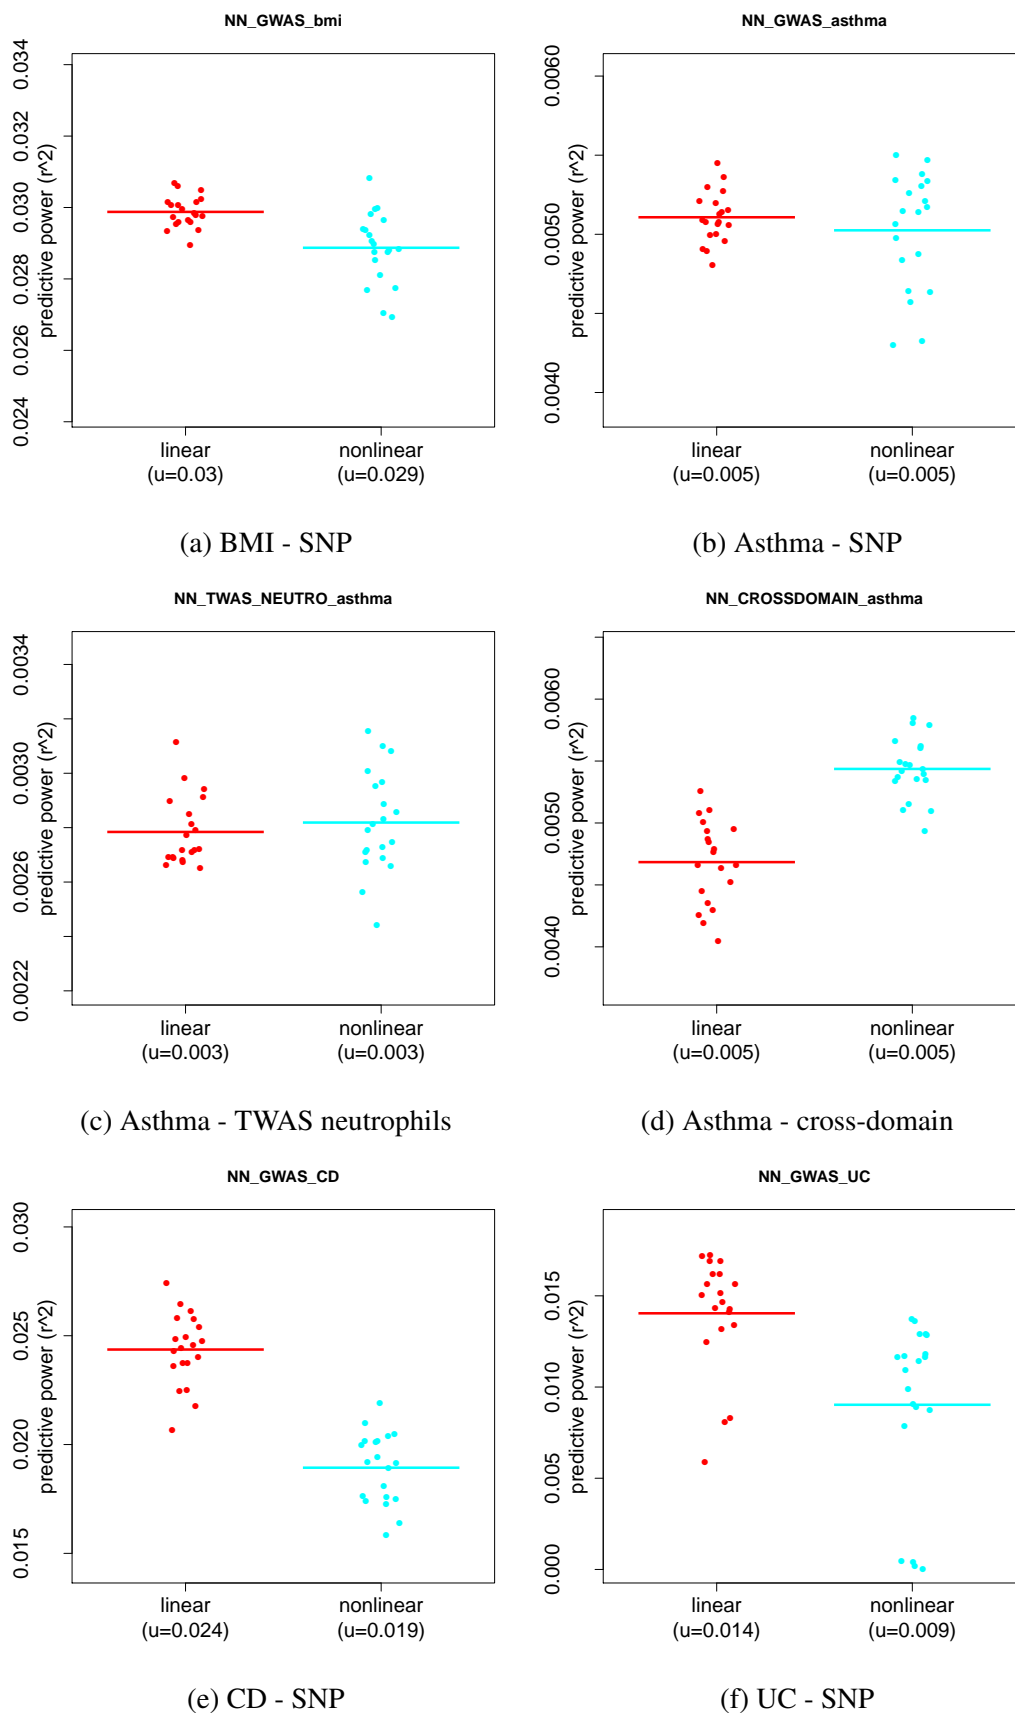 NN_GWAS_bmi
predictive power (r^2)
0.034
0.032
0.030
0.028
0.026
0.024
linear
(u=0.03)
nonlinear
(u=0.029)
(a) BMI - SNP
NN_GWAS_asthma
predictive power (r^2)
0.0060
0.0050
0.0040
linear
(u=0.005)
nonlinear
(u=0.005)
(b) Asthma - SNP
NN_TWAS_NEUTRO_asthma
predictive power (r^2)
0.0034
0.0030
0.0026
0.0022
linear
(u=0.003)
nonlinear
(u=0.003)
(c) Asthma - TWAS neutrophils
NN_CROSSDOMAIN_asthma
predictive power (r^2)
0.0060
0.0050
0.0040
linear
(u=0.005)
nonlinear
(u=0.005)
(d) Asthma - cross-domain
NN_GWAS_CD
predictive power (r^2)
0.030
0.025
0.020
0.015
linear
(u=0.024)
nonlinear
(u=0.019)
(e) CD - SNP
NN_GWAS_UC
predictive power (r^2)
0.015
0.010
0.005
0.000
linear
(u=0.014)
nonlinear
(u=0.009)
(f) UC - SNP